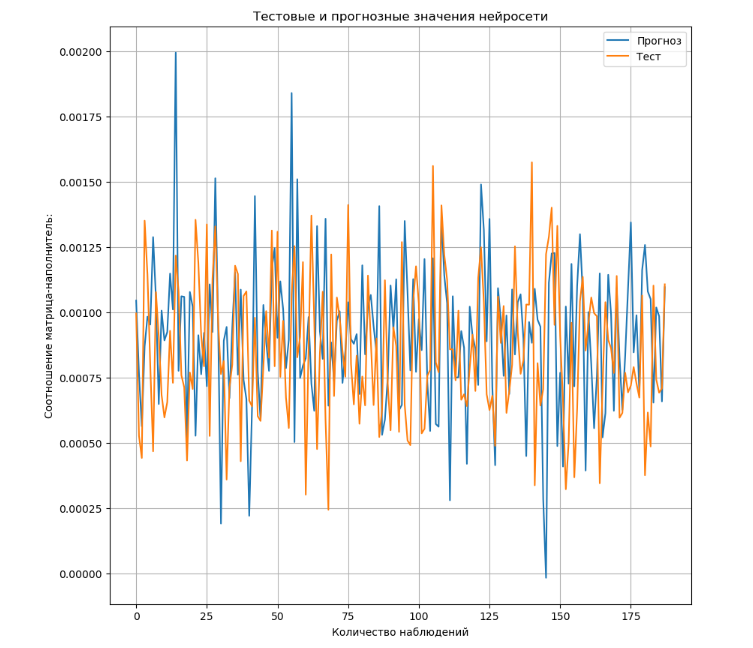 Тестовые и прогнозные значения нейросети
Прогноз
Тест
0.00200
0.00175
0.00150
0.00125
0.00100
0.00075
0.00050
0.00025
0.00000
Соотношение матрица-наполнитель:
0 25 50 75 100 125 150 175
Количество наблюдений